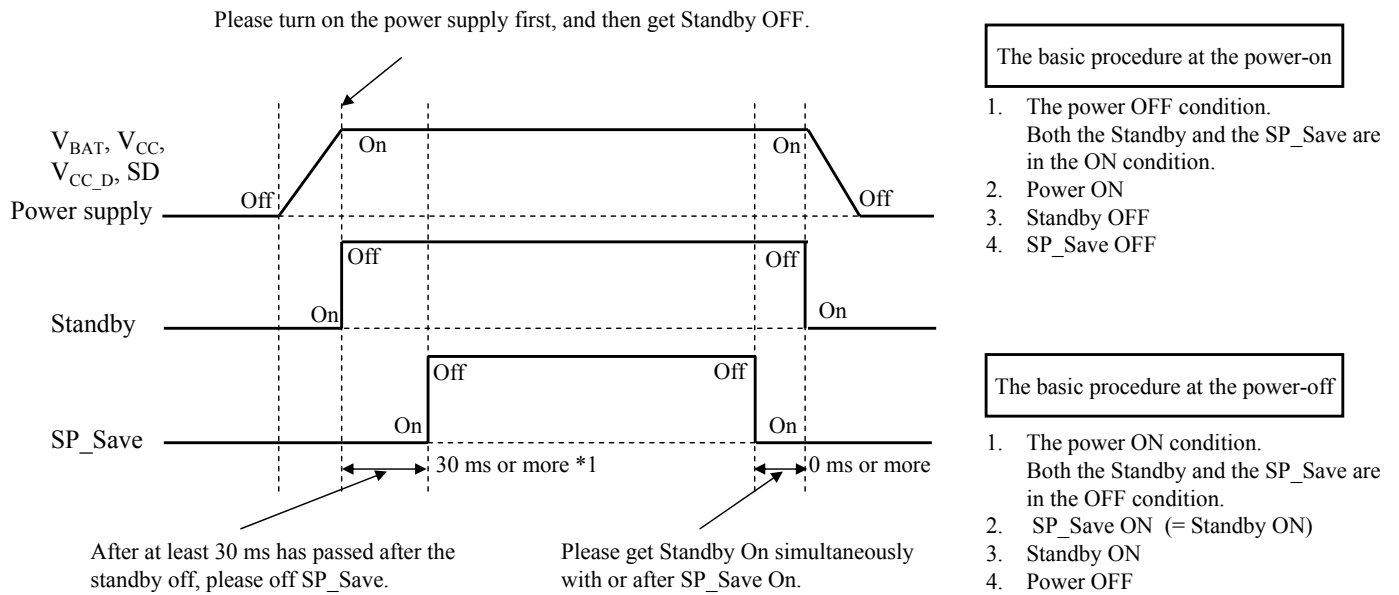 Please turn on the power supply first, and then get Standby OFF.
V_BAT, V_CC,
V_CC_D, SD
Power supply
Off
On
On
Off
Standby
On
Off
Off
On
SP_Save
On
Off
Off
On
30 ms or more *1
0 ms or more
After at least 30 ms has passed after the
standby off, please off SP_Save.
Please get Standby On simultaneously
with or after SP_Save On.
The basic procedure at the power-on
1. The power OFF condition.
Both the Standby and the SP_Save are
in the ON condition.
2. Power ON
3. Standby OFF
4. SP_Save OFF
The basic procedure at the power-off
1. The power ON condition.
Both the Standby and the SP_Save are
in the OFF condition.
2. SP_Save ON (= Standby ON)
3. Standby ON
4. Power OFF